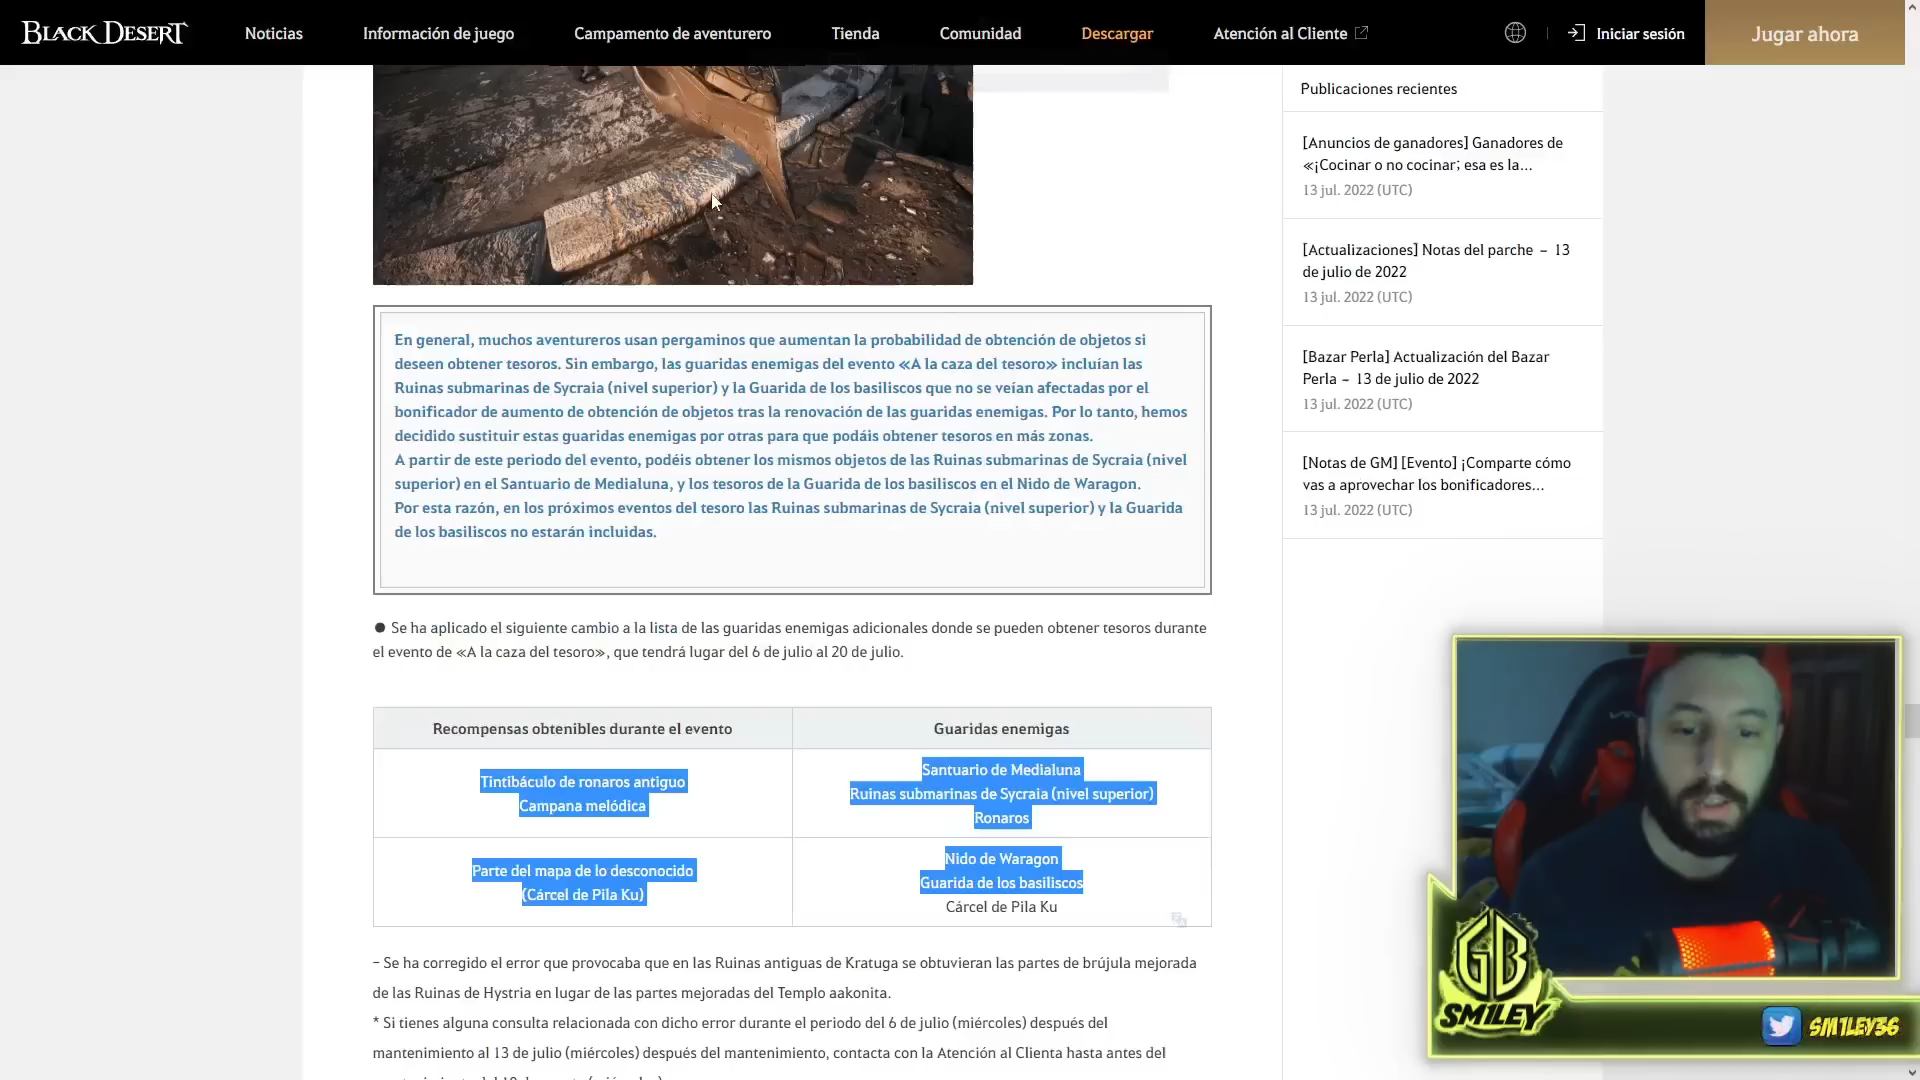 BLACK DESERT
Noticias
Información de juego
Campamento de aventurero
Tienda
Comunidad
Descargar
Atención al Cliente
Iniciar sesión
Jugar ahora
En general, muchos aventureros usan pergaminos que aumentan la probabilidad de obtención de objetos si
deseen obtener tesoros. Sin embargo, las guaridas enemigas del evento «A la caza del tesoro» incluían las
Ruinas submarinas de Sycraia (nivel superior) y la Guarida de los basiliscos que no se veían afectadas por el
bonificador de aumento de obtención de objetos tras la renovación de las guaridas enemigas. Por lo tanto, hemos
decidido sustituir estas guaridas enemigas por otras para que podáis obtener tesoros en más zonas.
A partir de este periodo del evento, podéis obtener los mismos objetos de las Ruinas submarinas de Sycraia (nivel
superior) en el Santuario de Medialuna, y los tesoros de la Guarida de los basiliscos en el Nido de Waragon.
Por esta razón, en los próximos eventos del tesoro las Ruinas submarinas de Sycraia (nivel superior) y la Guarida
de los basiliscos no estarán incluidas.
● Se ha aplicado el siguiente cambio a la lista de las guaridas enemigas adicionales donde se pueden obtener tesoros durante
el evento de «A la caza del tesoro», que tendrá lugar del 6 de julio al 20 de julio.
Recompensas obtenibles durante el evento
Guaridas enemigas
Tintibáculo de ronaros antiguo
Campana melódica
Santuario de Medialuna
Ruinas submarinas de Sycraia (nivel superior)
Ronaros
Parte del mapa de lo desconocido
(Cárcel de Pila Ku)
Nido de Waragon
Guarida de los basiliscos
Cárcel de Pila Ku
– Se ha corregido el error que provocaba que en las Ruinas antiguas de Kratuga se obtuvieran las partes de brújula mejorada
de las Ruinas de Hystria en lugar de las partes mejoradas del Templo aakonita.
* Si tienes alguna consulta relacionada con dicho error durante el periodo del 6 de julio (miércoles) después del
mantenimiento al 13 de julio (miércoles) después del mantenimiento, contacta con la Atención al Clienta hasta antes del
Publicaciones recientes
[Anuncios de ganadores] Ganadores de
«¡Cocinar o no cocinar; esa es la...
13 jul. 2022 (UTC)
[Actualizaciones] Notas del parche – 13
de julio de 2022
13 jul. 2022 (UTC)
[Bazar Perla] Actualización del Bazar
Perla – 13 de julio de 2022
13 jul. 2022 (UTC)
[Notas de GM] [Evento] ¡Comparte cómo
vas a aprovechar los bonificadores...
13 jul. 2022 (UTC)
GB
SM1LEY
SM1LEY36